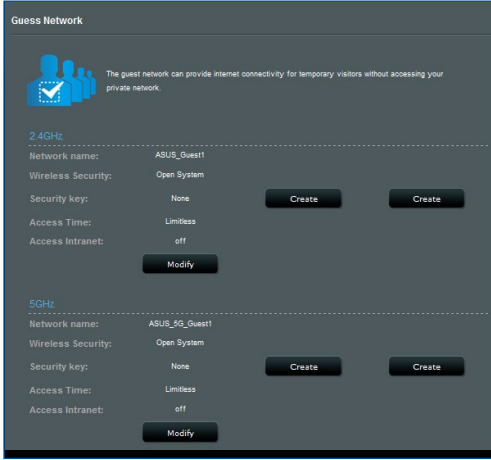 Guess Network
The guest network can provide internet connectivity for temporary visitors without accessing your
private network.
2.4GHz
Network name: ASUS_Guest1
Wireless Security: Open System
Security key: None Create Create
Access Time: Limitless
Access Intranet: off
Modify
5GHz
Network name: ASUS_5G_Guest1
Wireless Security: Open System
Security key: None Create Create
Access Time: Limitless
Access Intranet: off
Modify